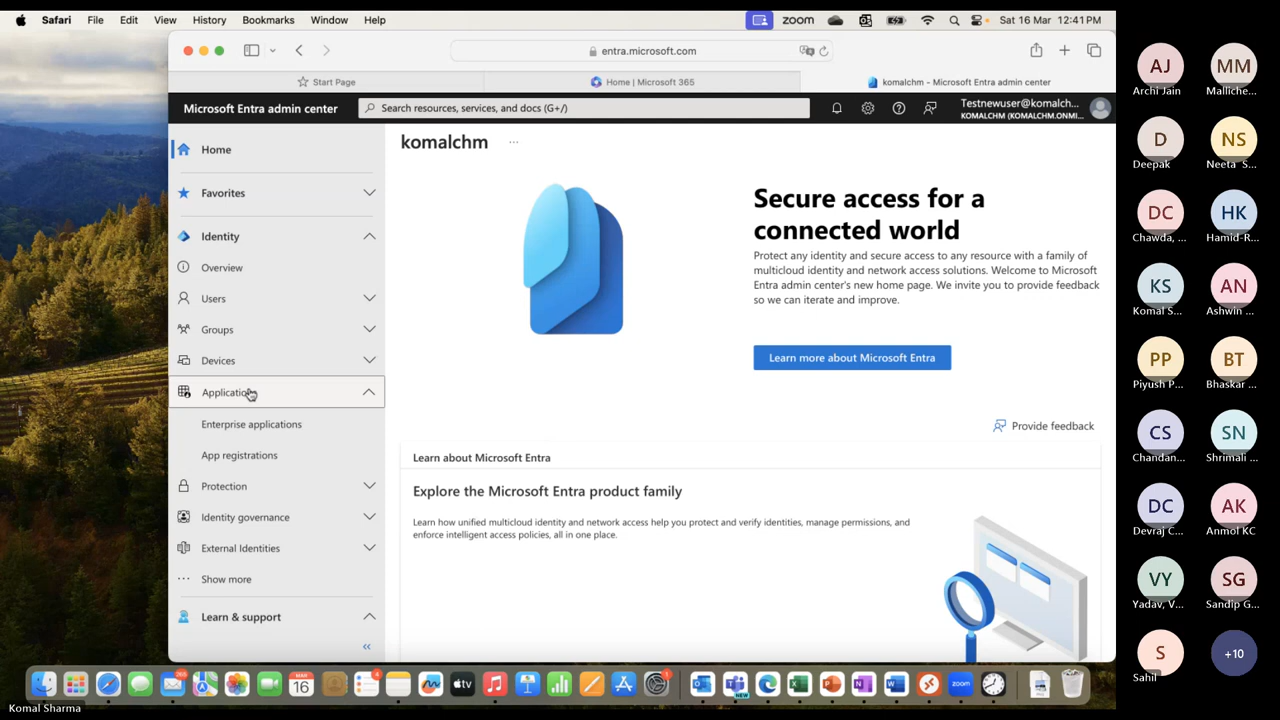 Safari File Edit View History Bookmarks Window Help
zoom
Sat 16 Mar 12:41 PM
entra.microsoft.com
Start Page
Home | Microsoft 365
komalchm - Microsoft Entra admin center
Microsoft Entra admin center
Search resources, services, and docs (G+/)
Testnewuser@komalch...
KOMALCHM (KOMALCHM.ONMI...
Home
Favorites
Identity
Overview
Users
Groups
Devices
Applications
Enterprise applications
App registrations
Protection
Identity governance
External Identities
Show more
Learn & support
komalchm ...
Secure access for a
connected world
Protect any identity and secure access to any resource with a family of
multicloud identity and network access solutions. Welcome to Microsoft
Entra admin center's new home page. We invite you to provide feedback
so we can iterate and improve.
Learn more about Microsoft Entra
Provide feedback
Learn about Microsoft Entra
Explore the Microsoft Entra product family
Learn how unified multicloud identity and network access help you protect and verify identities, manage permissions, and
enforce intelligent access policies, all in one place.
MAR
16
tv
NEW
zoom
Komal Sharma
AJ MM
Archi Jain Malliche...
D NS
Deepak Neeta S...
DC HK
Chawda, ... Hamid-R...
KS AN
Komal S... Ashwin ...
PP BT
Piyush P... Bhaskar ...
CS SN
Chandan... Shrimali ...
DC AK
Devraj C... Anmol KC
VY SG
Yadav, V... Sandip G...
S +10
Sahil